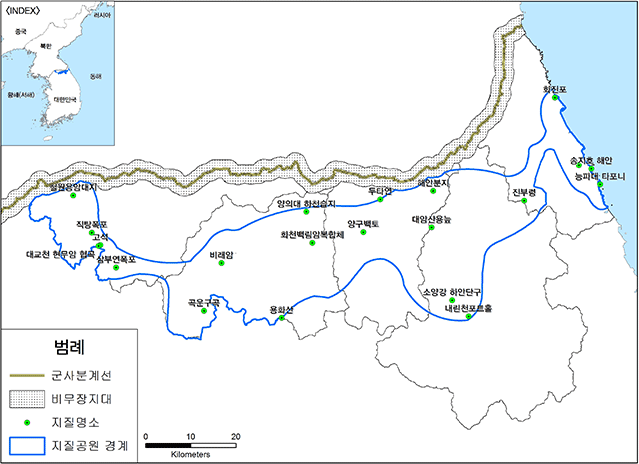 <INDEX>
러시아
중국
북한
동해
황해(서해)
대한민국
화진포
송지호 해안
능파대 타포니
진부령
철원용암대지
해안분지
두타연
양의대 하천습지
직탕폭포
고석
양구백토
대암산용늪
화천백립암복합체
대교천 현무암 협곡
삼부연폭포
비래암
소양강 하안단구
내린천포트홀
곡운구곡
용화산
범례
군사분계선
비무장지대
지질명소
지질공원 경계
0 10 20
Kilometers